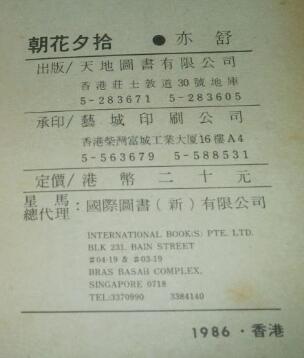 朝花夕拾 ●亦舒
出版/天地圖書有限公司
香港莊士敦道30號地庫
5-283671 5-283605
承印/藝城印刷公司
香港柴灣富城工業大廈16樓A4
5-563679 5-588531
定價/港幣二十元
星馬總代理:國際圖書(新)有限公司
INTERNATIONAL BOOK(S) PTE. LTD.
BLK 231. BAIN STREET
#04-19 & #03-19
BRAS BASAH COMPLEX.
SINGAPORE 0718
TEL:3370990 3384140
1986·香港